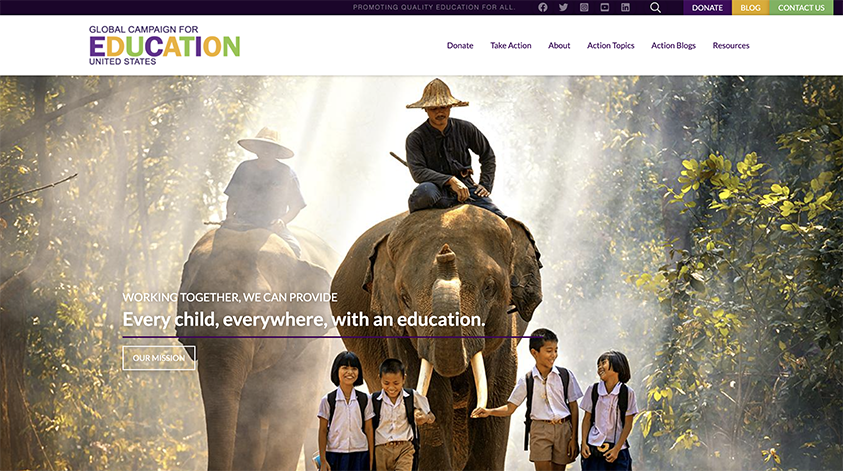 PROMOTING QUALITY EDUCATION FOR ALL.
DONATE
BLOG
CONTACT US
GLOBAL CAMPAIGN FOR
EDUCATION
UNITED STATES
Donate
Take Action
About
Action Topics
Action Blogs
Resources
WORKING TOGETHER, WE CAN PROVIDE
Every child, everywhere, with an education.
OUR MISSION